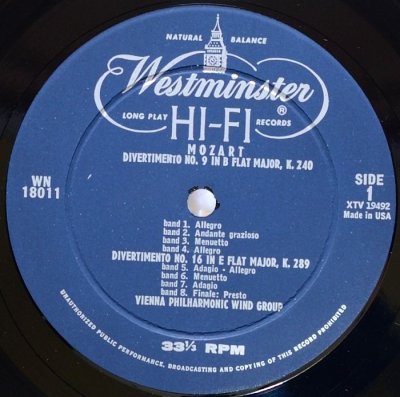 NATURAL BALANCE
Westminster®
LONG PLAY HI-FI RECORDS
MOZART
DIVERTIMENTO NO. 9 IN B FLAT MAJOR, K. 240
WN
18011
SIDE
1
XTV 19492
Made in USA
band 1. Allegro
band 2. Andante grazioso
band 3. Menuetto
band 4. Allegro
DIVERTIMENTO NO. 16 IN E FLAT MAJOR, K. 289
band 5. Adagio - Allegro
band 6. Menuetto
band 7. Adagio
band 8. Finale: Presto
VIENNA PHILHARMONIC WIND GROUP
33⅓ RPM
UNAUTHORIZED PUBLIC PERFORMANCE, BROADCASTING AND COPYING OF THIS RECORD PROHIBITED